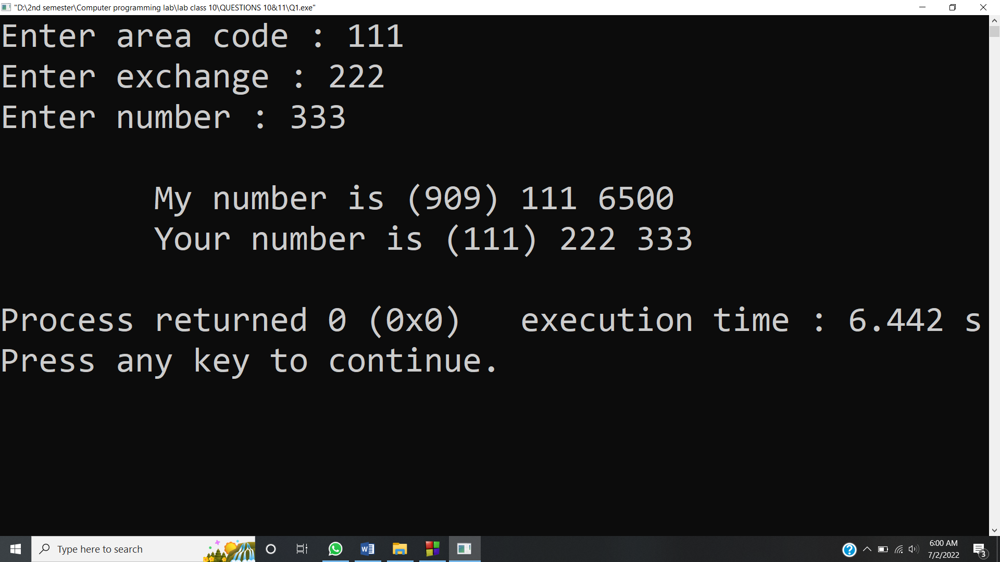 "D:\2nd semester\Computer programming lab\lab class 10\QUESTIONS 10&11\Q1.exe"
Enter area code : 111
Enter exchange : 222
Enter number : 333
My number is (909) 111 6500
Your number is (111) 222 333
Process returned 0 (0x0)   execution time : 6.442 s
Press any key to continue.
Type here to search
6:00 AM
7/2/2022
3